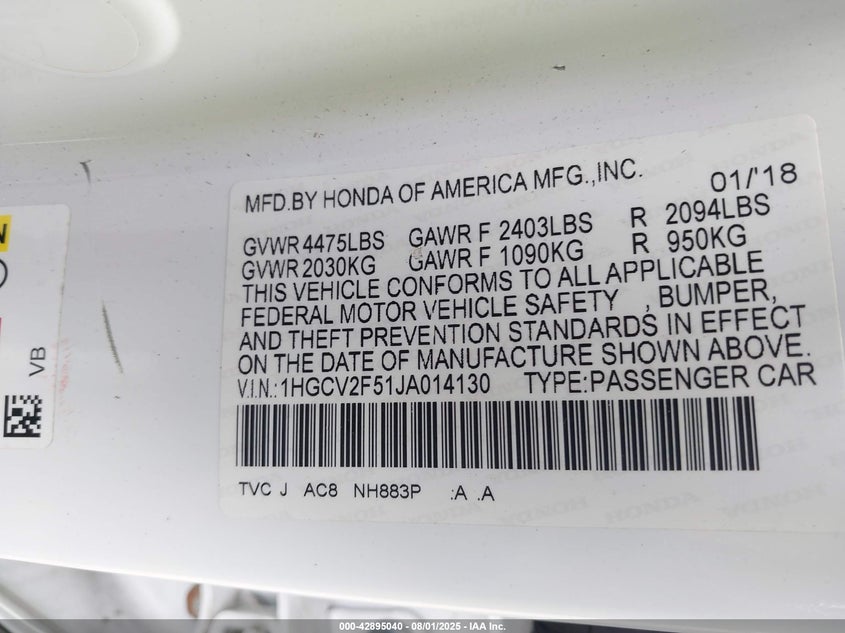 MFD.BY HONDA OF AMERICA MFG.,INC. 01/'18
GVWR 4475LBS GAWR F 2403LBS R 2094LBS
GVWR 2030KG GAWR F 1090KG R 950KG
THIS VEHICLE CONFORMS TO ALL APPLICABLE
FEDERAL MOTOR VEHICLE SAFETY , BUMPER,
AND THEFT PREVENTION STANDARDS IN EFFECT
ON THE DATE OF MANUFACTURE SHOWN ABOVE.
V.I.N.:1HGCV2F51JA014130 TYPE:PASSENGER CAR
TVC J AC8 NH883P :A .A
N
VB
000-42895040 - 08/01/2025 - IAA Inc.